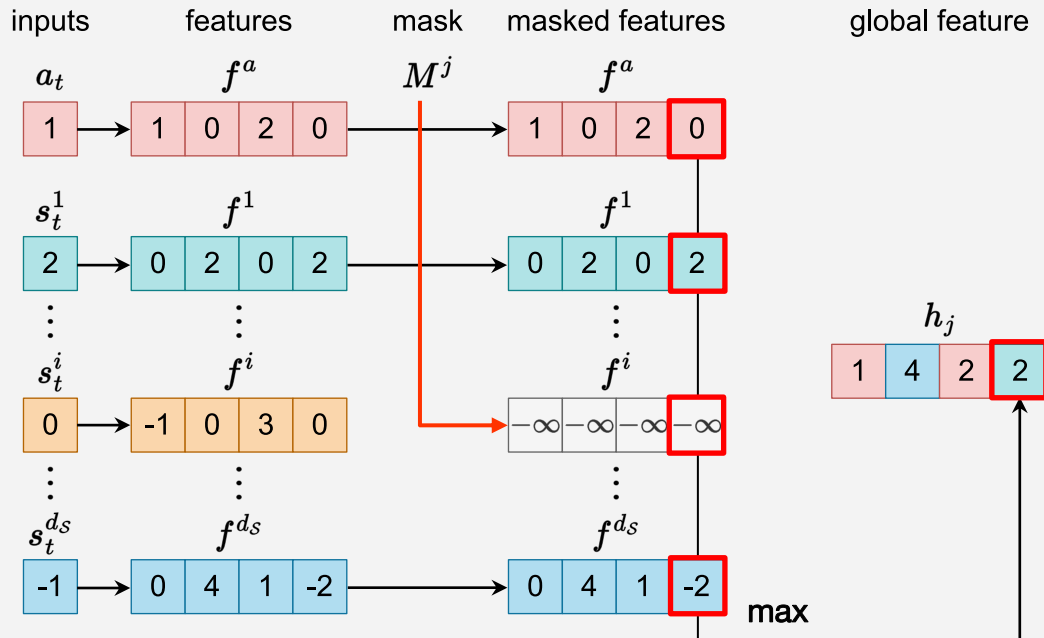 inputs features mask masked features global feature
a_t f^a M^j f^a
1 1 0 2 0 1 0 2 0
s_t^1 f^1 f^1
2 0 2 0 2 0 2 0 2
⋮ ⋮ ⋮
h_j
s_t^i f^i f^i
1 4 2 2
0 -1 0 3 0 −∞ −∞ −∞ −∞
⋮ ⋮ ⋮
s_t^{d_𝒮} f^{d_𝒮} f^{d_𝒮}
-1 0 4 1 -2 0 4 1 -2
max